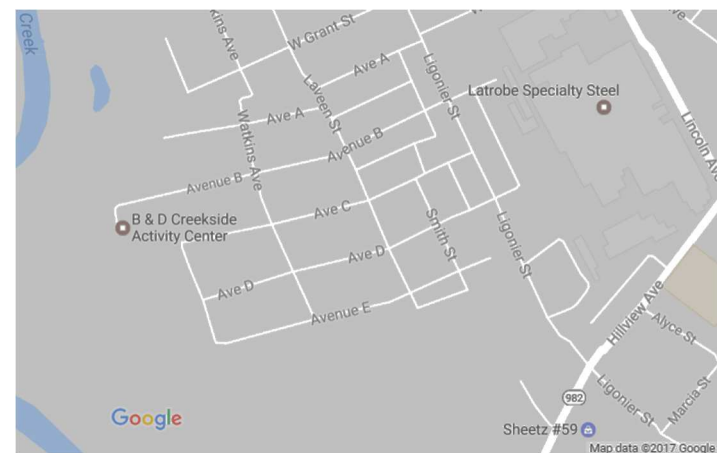 Creek
Watkins Ave
W Grant St
Ave A
Ligonier St
Laveen St
Latrobe Specialty Steel
Lincoln Ave
Ave A
Watkins Ave
Avenue B
Avenue B
B & D Creekside
Activity Center
Ave C
Smith St
Ligonier St
Ave D
Ave D
Avenue E
Hillview Ave
Alyce St
Marcia St
Ligonier St
982
Google
Sheetz #59
Map data ©2017 Google